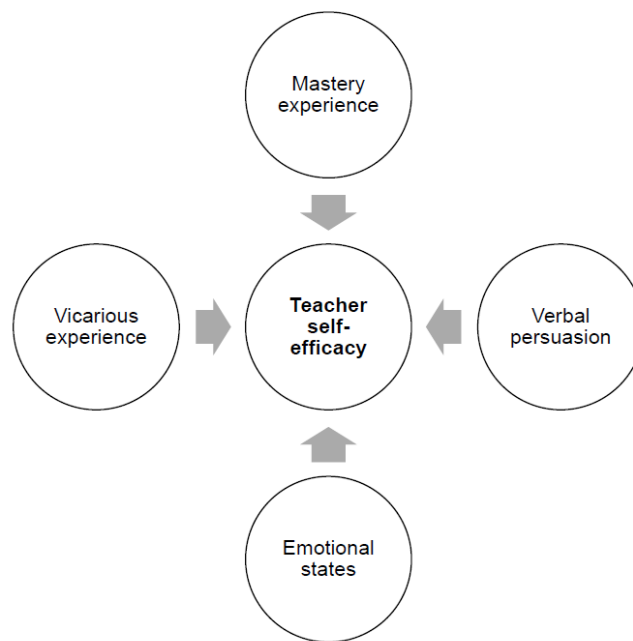 Mastery
experience
Vicarious
experience
Teacher
self-
efficacy
Verbal
persuasion
Emotional
states